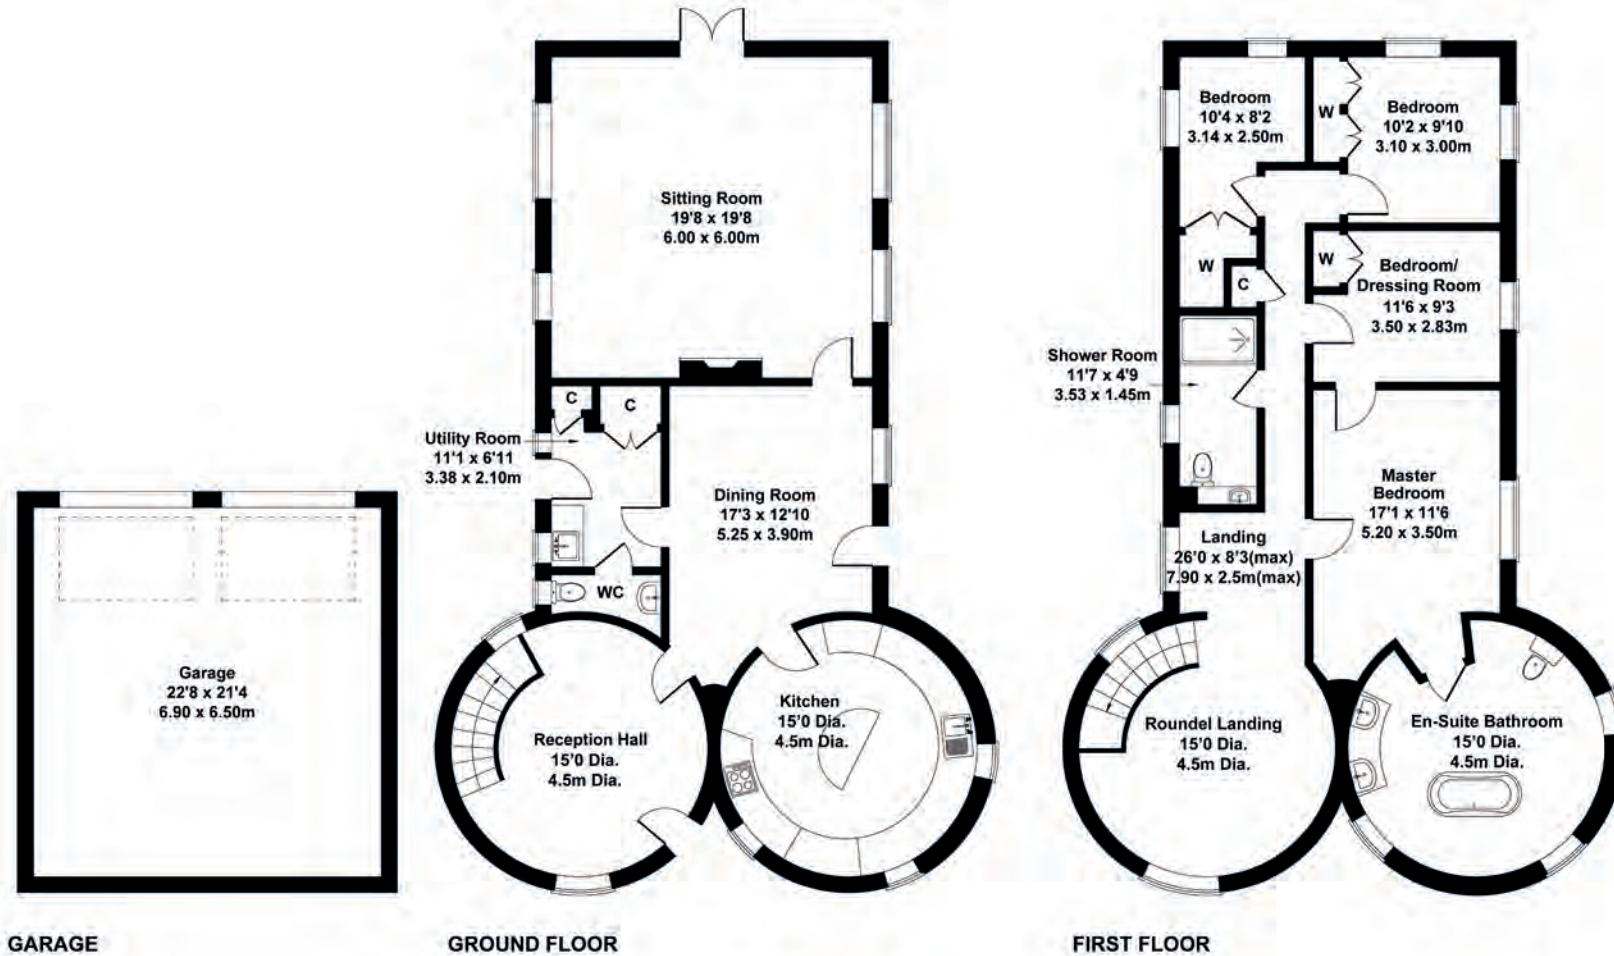 Sitting Room
19'8 x 19'8
6.00 x 6.00m
C
C
Utility Room
11'1 x 6'11
3.38 x 2.10m
Dining Room
17'3 x 12'10
5.25 x 3.90m
WC
Garage
22'8 x 21'4
6.90 x 6.50m
Reception Hall
15'0 Dia.
4.5m Dia.
Kitchen
15'0 Dia.
4.5m Dia.
Bedroom
10'4 x 8'2
3.14 x 2.50m
W
Bedroom
10'2 x 9'10
3.10 x 3.00m
W
C
W
Bedroom/
Dressing Room
11'6 x 9'3
3.50 x 2.83m
Shower Room
11'7 x 4'9
3.53 x 1.45m
Master
Bedroom
17'1 x 11'6
5.20 x 3.50m
Landing
26'0 x 8'3(max)
7.90 x 2.5m(max)
Roundel Landing
15'0 Dia.
4.5m Dia.
En-Suite Bathroom
15'0 Dia.
4.5m Dia.
GARAGE
GROUND FLOOR
FIRST FLOOR